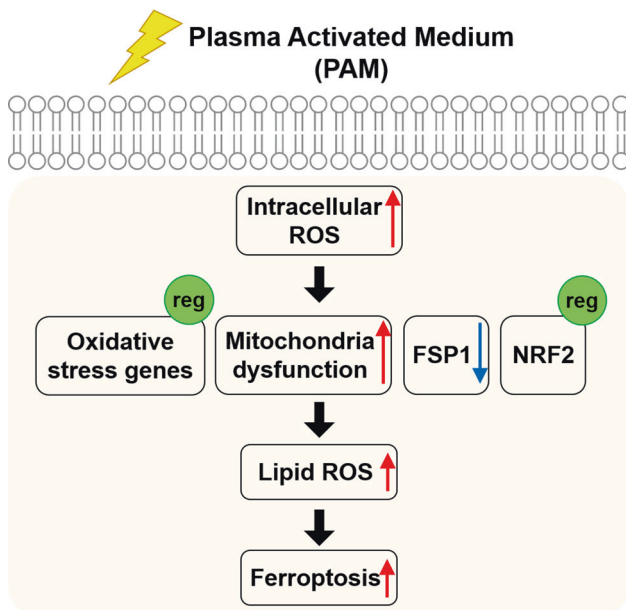 Plasma Activated Medium
(PAM)
Intracellular
ROS
reg
reg
Oxidative
stress genes
Mitochondria
dysfunction
FSP1
NRF2
Lipid ROS
Ferroptosis